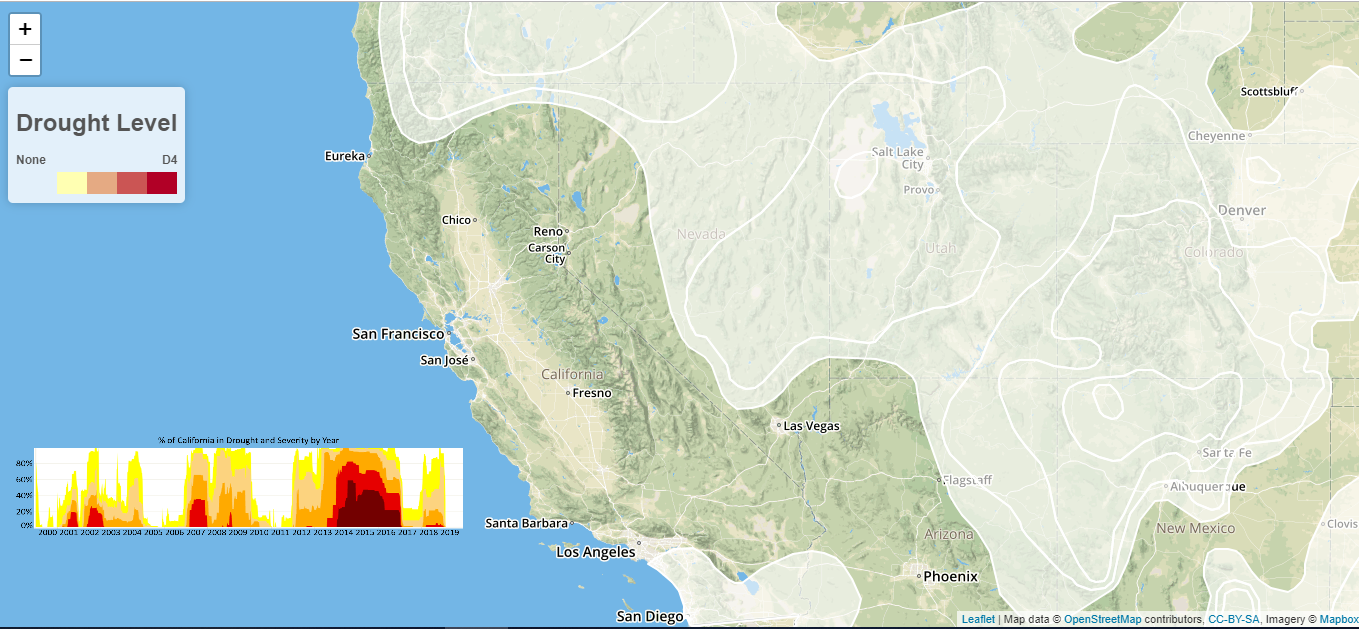 +
−
Drought Level
None D4
Scottsbluff
Cheyenne
Eureka
Salt Lake
City
Provo
Denver
Chico
Reno
Nevada
Carson
City
Utah
Colorado
San Francisco
San José
California
Fresno
Las Vegas
% of California in Drought and Severity by Year
80%
60%
40%
20%
0%
2000 2001 2002 2003 2004 2005 2006 2007 2008 2009 2010 2011 2012 2013 2014 2015 2016 2017 2018 2019
Santa Fe
Flagstaff
Albuquerque
Santa Barbara
Clovis
New Mexico
Arizona
Los Angeles
Phoenix
San Diego
Leaflet | Map data © OpenStreetMap contributors, CC-BY-SA, Imagery © Mapbox